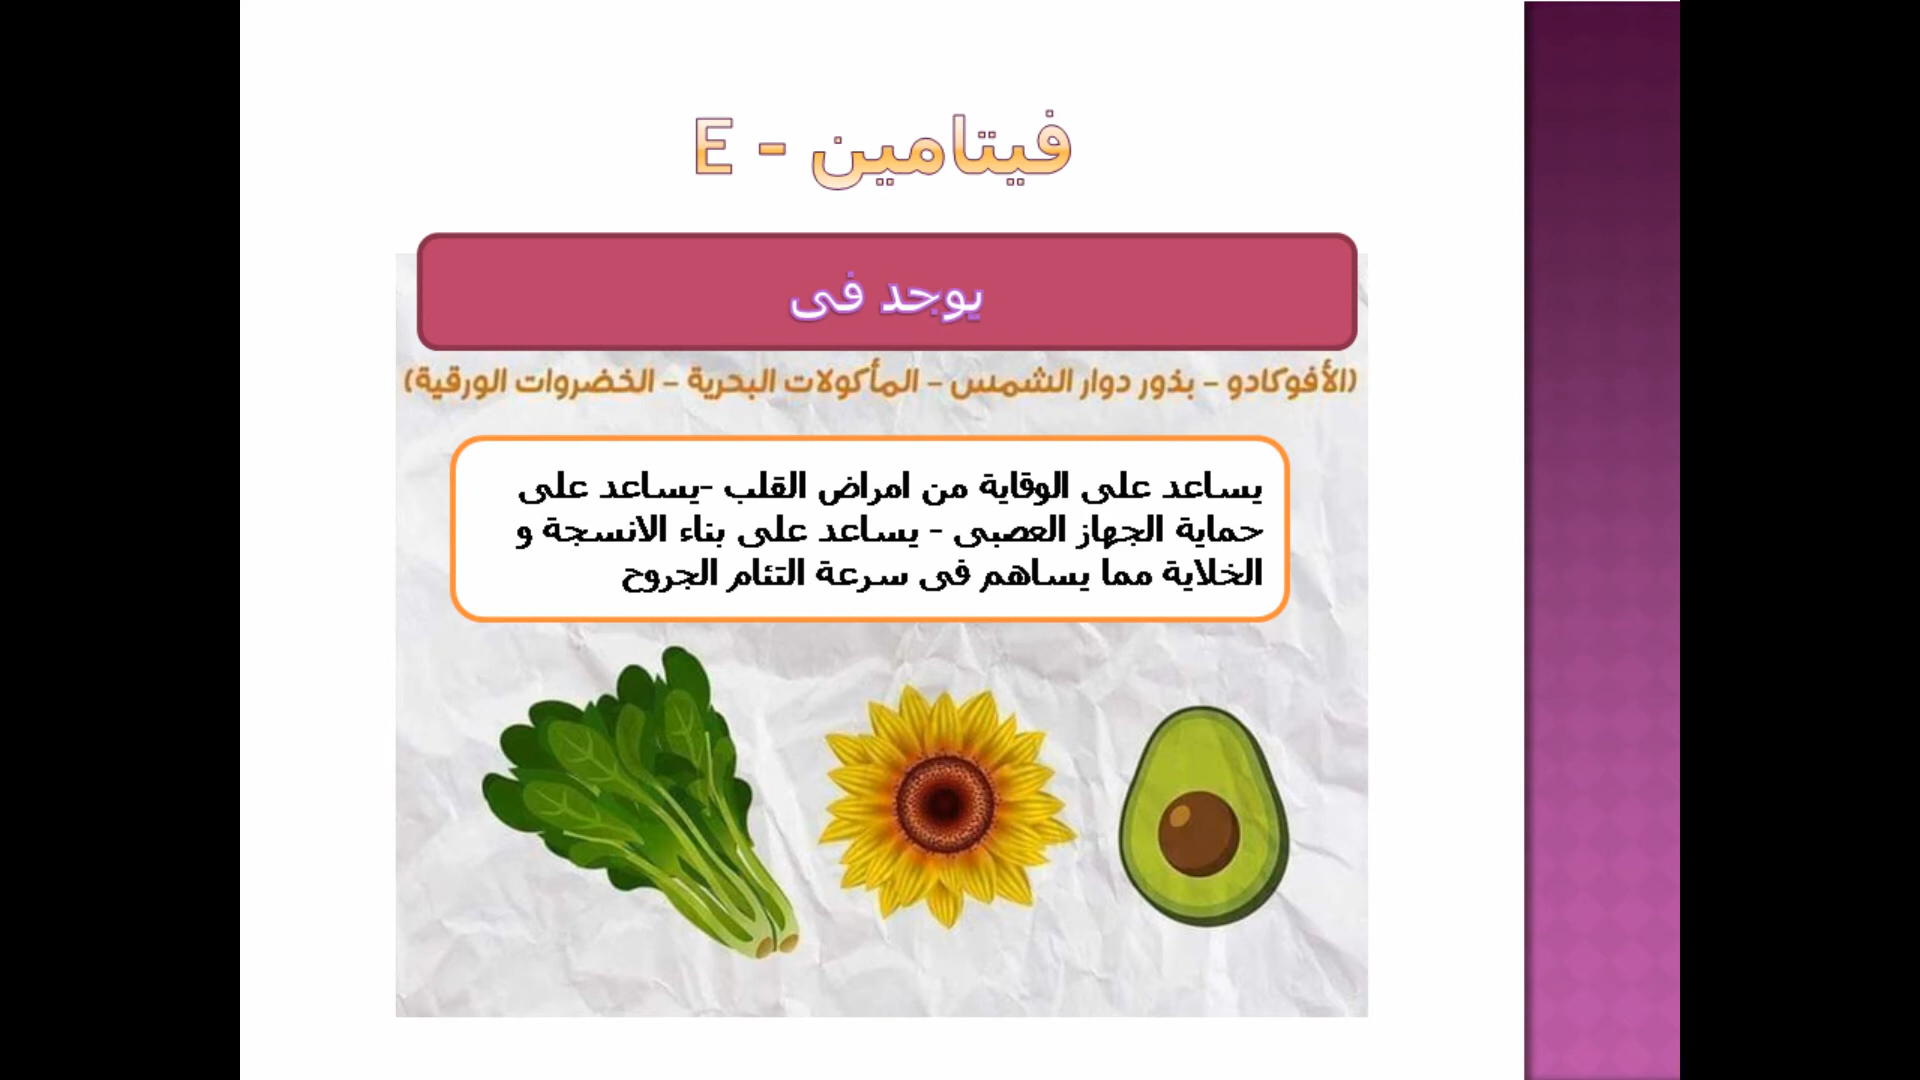 فيتامين - E
يوجد فى
(الأفوكادو – بذور دوار الشمس – المأكولات البحرية – الخضروات الورقية)
يساعد على الوقاية من امراض القلب -يساعد على
حماية الجهاز العصبى - يساعد على بناء الانسجة و
الخلاية مما يساهم فى سرعة التئام الجروح